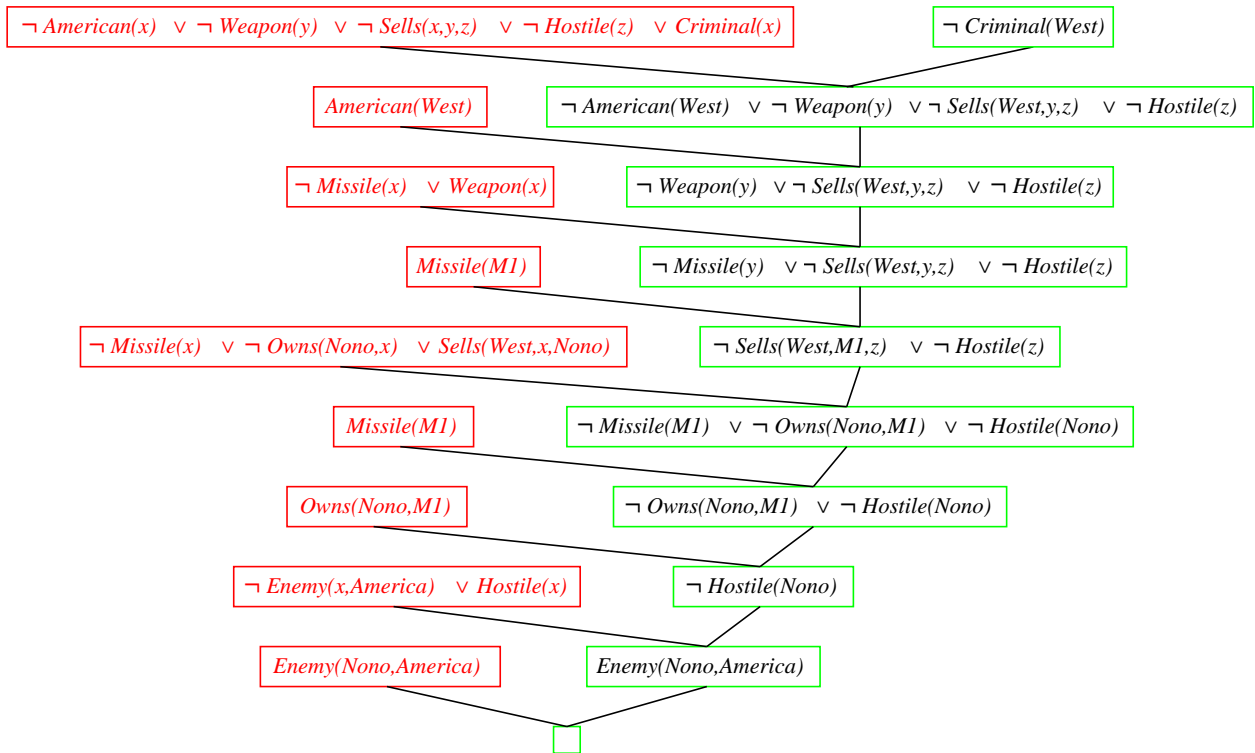 ¬ American(x) ∨ ¬ Weapon(y) ∨ ¬ Sells(x,y,z) ∨ ¬ Hostile(z) ∨ Criminal(x)
¬ Criminal(West)
American(West)
¬ American(West) ∨ ¬ Weapon(y) ∨ ¬ Sells(West,y,z) ∨ ¬ Hostile(z)
¬ Missile(x) ∨ Weapon(x)
¬ Weapon(y) ∨ ¬ Sells(West,y,z) ∨ ¬ Hostile(z)
Missile(M1)
¬ Missile(y) ∨ ¬ Sells(West,y,z) ∨ ¬ Hostile(z)
¬ Missile(x) ∨ ¬ Owns(Nono,x) ∨ Sells(West,x,Nono)
¬ Sells(West,M1,z) ∨ ¬ Hostile(z)
Missile(M1)
¬ Missile(M1) ∨ ¬ Owns(Nono,M1) ∨ ¬ Hostile(Nono)
Owns(Nono,M1)
¬ Owns(Nono,M1) ∨ ¬ Hostile(Nono)
¬ Enemy(x,America) ∨ Hostile(x)
¬ Hostile(Nono)
Enemy(Nono,America)
Enemy(Nono,America)